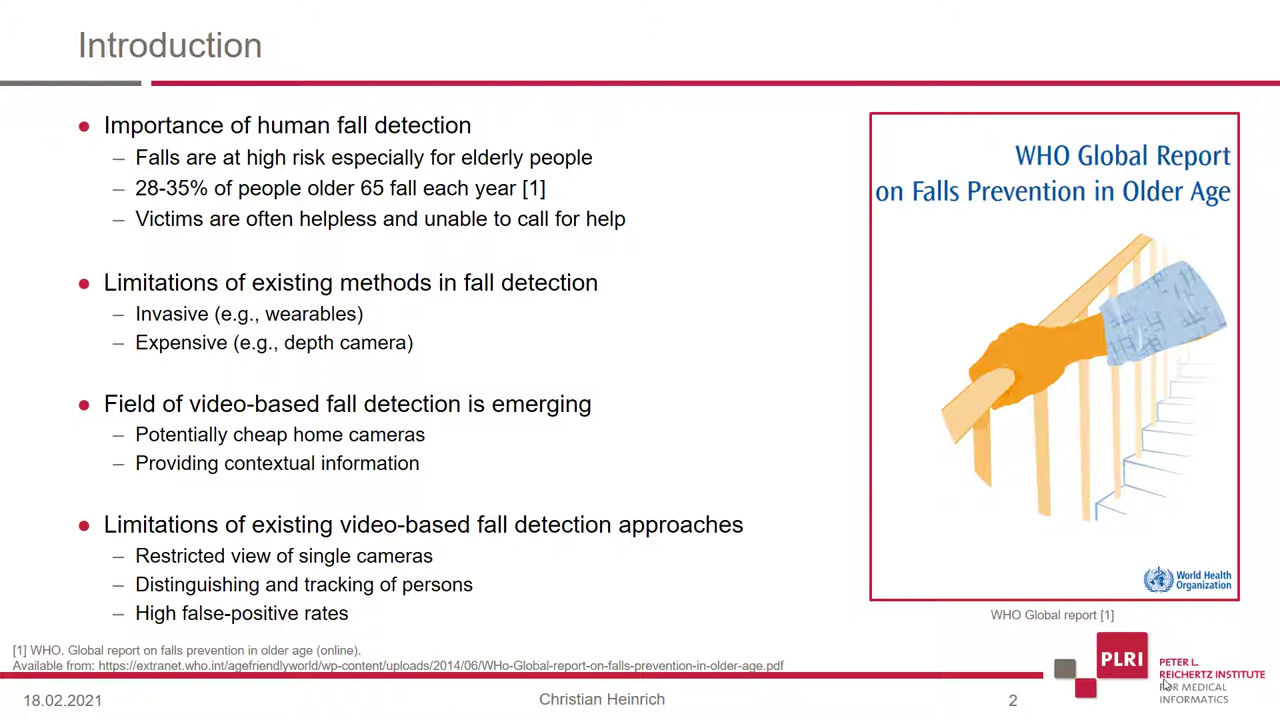 Introduction
Importance of human fall detection
– Falls are at high risk especially for elderly people
– 28-35% of people older 65 fall each year [1]
– Victims are often helpless and unable to call for help
Limitations of existing methods in fall detection
– Invasive (e.g., wearables)
– Expensive (e.g., depth camera)
Field of video-based fall detection is emerging
– Potentially cheap home cameras
– Providing contextual information
Limitations of existing video-based fall detection approaches
– Restricted view of single cameras
– Distinguishing and tracking of persons
– High false-positive rates
WHO Global Report
on Falls Prevention in Older Age
World Health
Organization
WHO Global report [1]
[1] WHO. Global report on falls prevention in older age (online).
Available from: https://extranet.who.int/agefriendlyworld/wp-content/uploads/2014/06/WHo-Global-report-on-falls-prevention-in-older-age.pdf
18.02.2021
Christian Heinrich
2
PLRI
PETER L.
REICHERTZ INSTITUTE
FOR MEDICAL
INFORMATICS